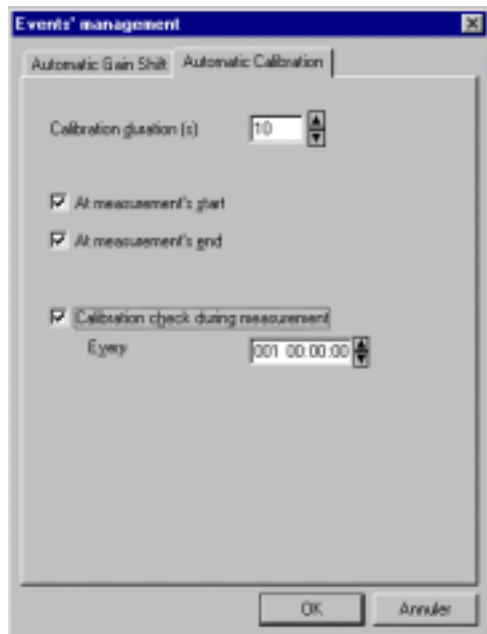 Events' management
Automatic Gain Shift Automatic Calibration
Calibration duration (s) 10
At measurement's start
At measurement's end
Calibration check during measurement
Every 001 00:00:00
OK Annuler